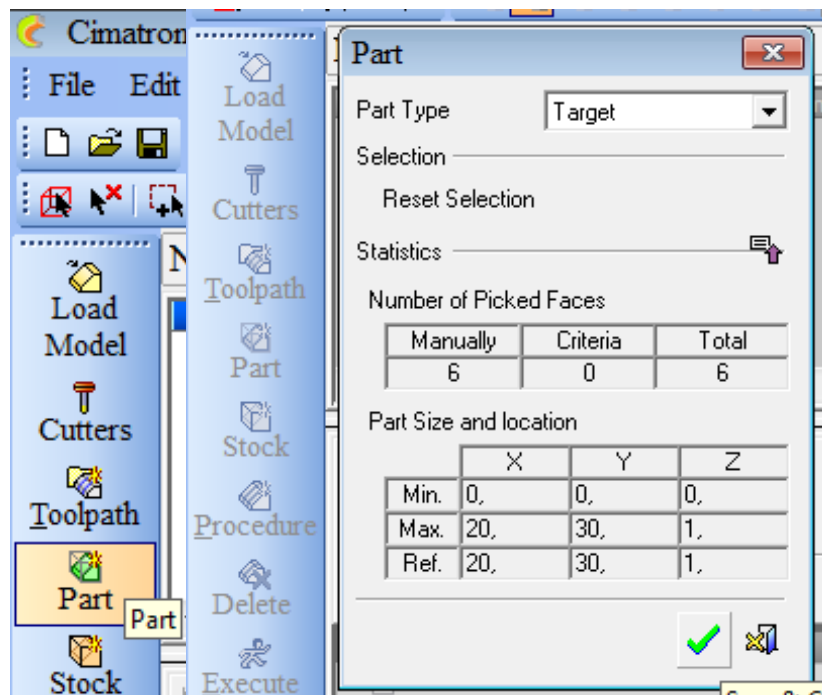 Cimatron
File Edit
Load
Model
Cutters
Toolpath
Part
Part
Stock
Load
Model
Cutters
Toolpath
Part
Stock
Procedure
Delete
Execute
Part
Part Type Target
Selection
Reset Selection
Statistics
Number of Picked Faces
Manually Criteria Total
6 0 6
Part Size and location
X Y Z
Min. 0, 0, 0,
Max. 20, 30, 1,
Ref. 20, 30, 1,